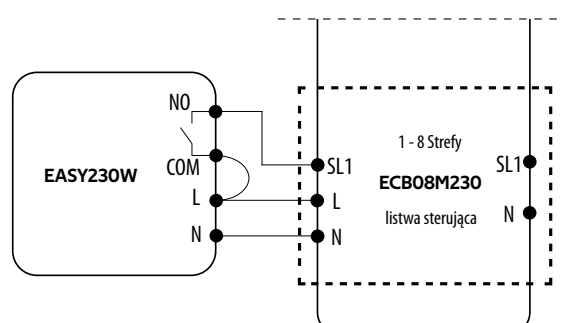 NO
COM
EASY230W
L
N
SL1
L
N
1 - 8 Strefy
ECB08M230
listwa sterująca
SL1
N